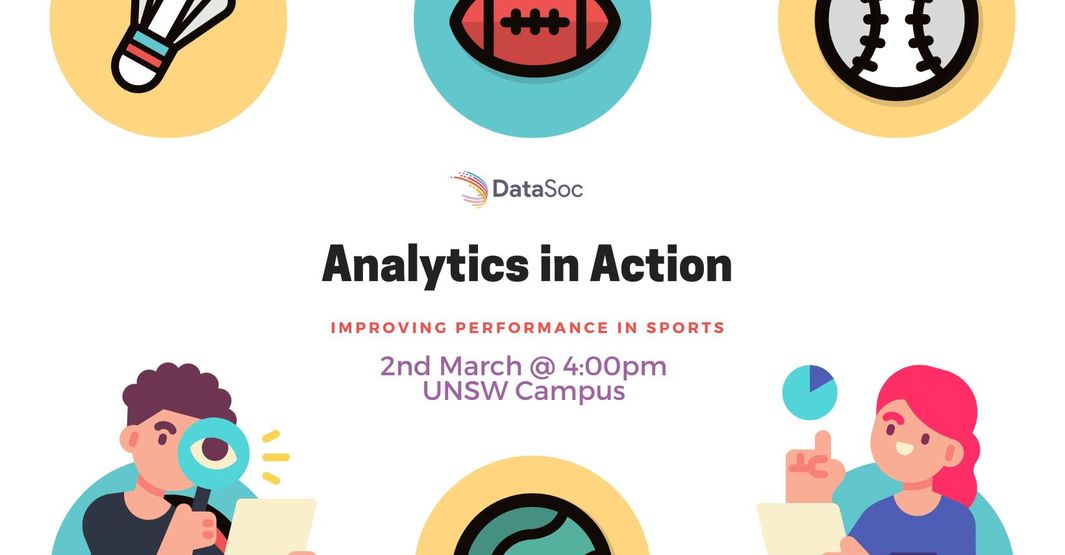 DataSoc
Analytics in Action
IMPROVING PERFORMANCE IN SPORTS
2nd March @ 4:00pm
UNSW Campus